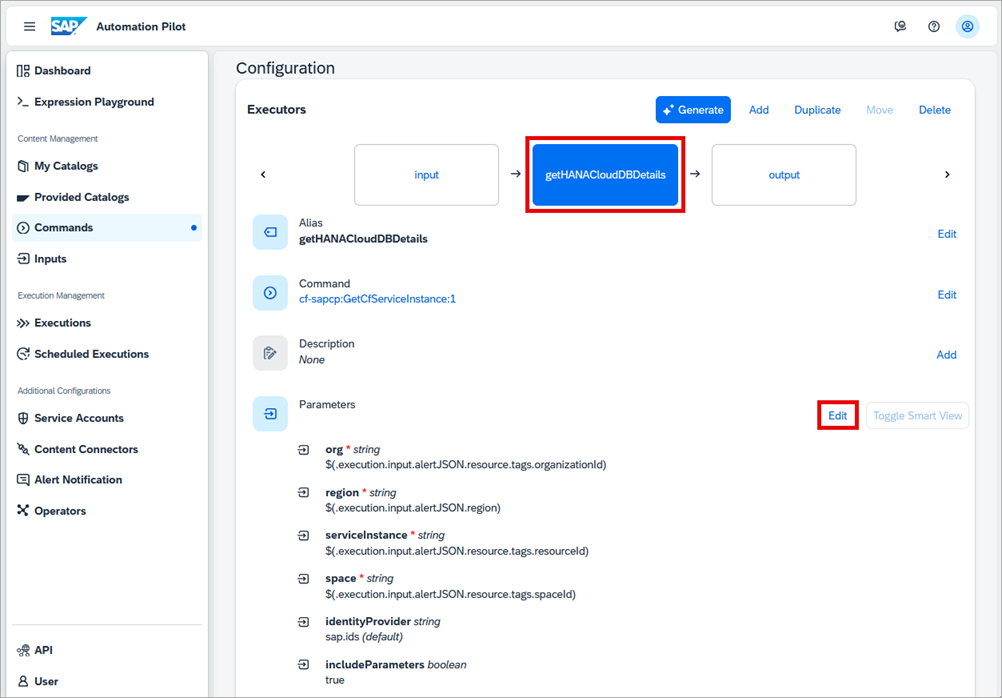 SAP Automation Pilot
Dashboard
Expression Playground
Content Management
My Catalogs
Provided Catalogs
Commands
Inputs
Execution Management
Executions
Scheduled Executions
Additional Configurations
Service Accounts
Content Connectors
Alert Notification
Operators
API
User
Configuration
Executors
Generate Add Duplicate Move Delete
input getHANACloudDBDetails output
Alias
getHANACloudDBDetails
Edit
Command
cf-sapcp:GetCfServiceInstance:1
Edit
Description
None
Add
Parameters
Edit Toggle Smart View
org * string
$(.execution.input.alertJSON.resource.tags.organizationId)
region * string
$(.execution.input.alertJSON.region)
serviceInstance * string
$(.execution.input.alertJSON.resource.tags.resourceId)
space * string
$(.execution.input.alertJSON.resource.tags.spaceId)
identityProvider string
sap.ids (default)
includeParameters boolean
true